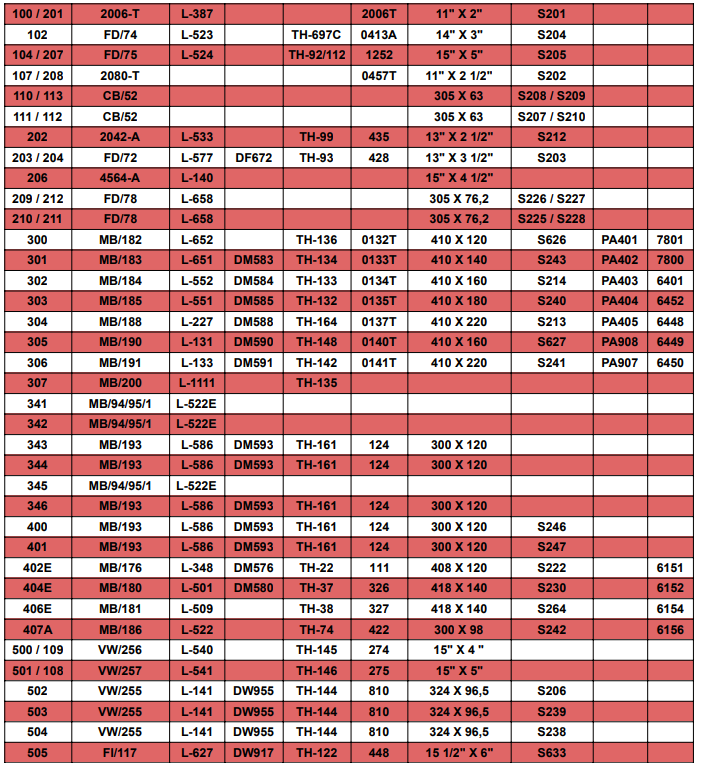 100 / 201 2006-T L-387 2006T 11" X 2" S201
102 FD/74 L-523 TH-697C 0413A 14" X 3" S204
104 / 207 FD/75 L-524 TH-92/112 1252 15" X 5" S205
107 / 208 2080-T 0457T 11" X 2 1/2" S202
110 / 113 CB/52 305 X 63 S208 / S209
111 / 112 CB/52 305 X 63 S207 / S210
202 2042-A L-533 TH-99 435 13" X 2 1/2" S212
203 / 204 FD/72 L-577 DF672 TH-93 428 13" X 3 1/2" S203
206 4564-A L-140 15" X 4 1/2"
209 / 212 FD/78 L-658 305 X 76,2 S226 / S227
210 / 211 FD/78 L-658 305 X 76,2 S225 / S228
300 MB/182 L-652 TH-136 0132T 410 X 120 S626 PA401 7801
301 MB/183 L-651 DM583 TH-134 0133T 410 X 140 S243 PA402 7800
302 MB/184 L-552 DM584 TH-133 0134T 410 X 160 S214 PA403 6401
303 MB/185 L-551 DM585 TH-132 0135T 410 X 180 S240 PA404 6452
304 MB/188 L-227 DM588 TH-164 0137T 410 X 220 S213 PA405 6448
305 MB/190 L-131 DM590 TH-148 0140T 410 X 160 S627 PA908 6449
306 MB/191 L-133 DM591 TH-142 0141T 410 X 220 S241 PA907 6450
307 MB/200 L-1111 TH-135
341 MB/94/95/1 L-522E
342 MB/94/95/1 L-522E
343 MB/193 L-586 DM593 TH-161 124 300 X 120
344 MB/193 L-586 DM593 TH-161 124 300 X 120
345 MB/94/95/1 L-522E
346 MB/193 L-586 DM593 TH-161 124 300 X 120
400 MB/193 L-586 DM593 TH-161 124 300 X 120 S246
401 MB/193 L-586 DM593 TH-161 124 300 X 120 S247
402E MB/176 L-348 DM576 TH-22 111 408 X 120 S222 6151
404E MB/180 L-501 DM580 TH-37 326 418 X 140 S230 6152
406E MB/181 L-509 TH-38 327 418 X 140 S264 6154
407A MB/186 L-522 TH-74 422 300 X 98 S242 6156
500 / 109 VW/256 L-540 TH-145 274 15" X 4 "
501 / 108 VW/257 L-541 TH-146 275 15" X 5"
502 VW/255 L-141 DW955 TH-144 810 324 X 96,5 S206
503 VW/255 L-141 DW955 TH-144 810 324 X 96,5 S239
504 VW/255 L-141 DW955 TH-144 810 324 X 96,5 S238
505 FI/117 L-627 DW917 TH-122 448 15 1/2" X 6" S633